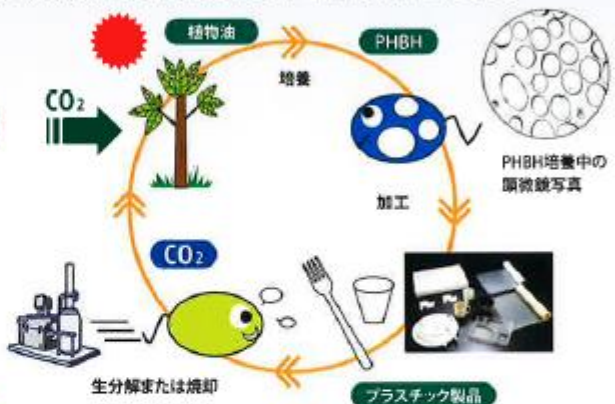 植物油
PHBH
培養
CO2
PHBH培養中の
顕微鏡写真
加工
CO2
生分解または焼却
プラスチック製品